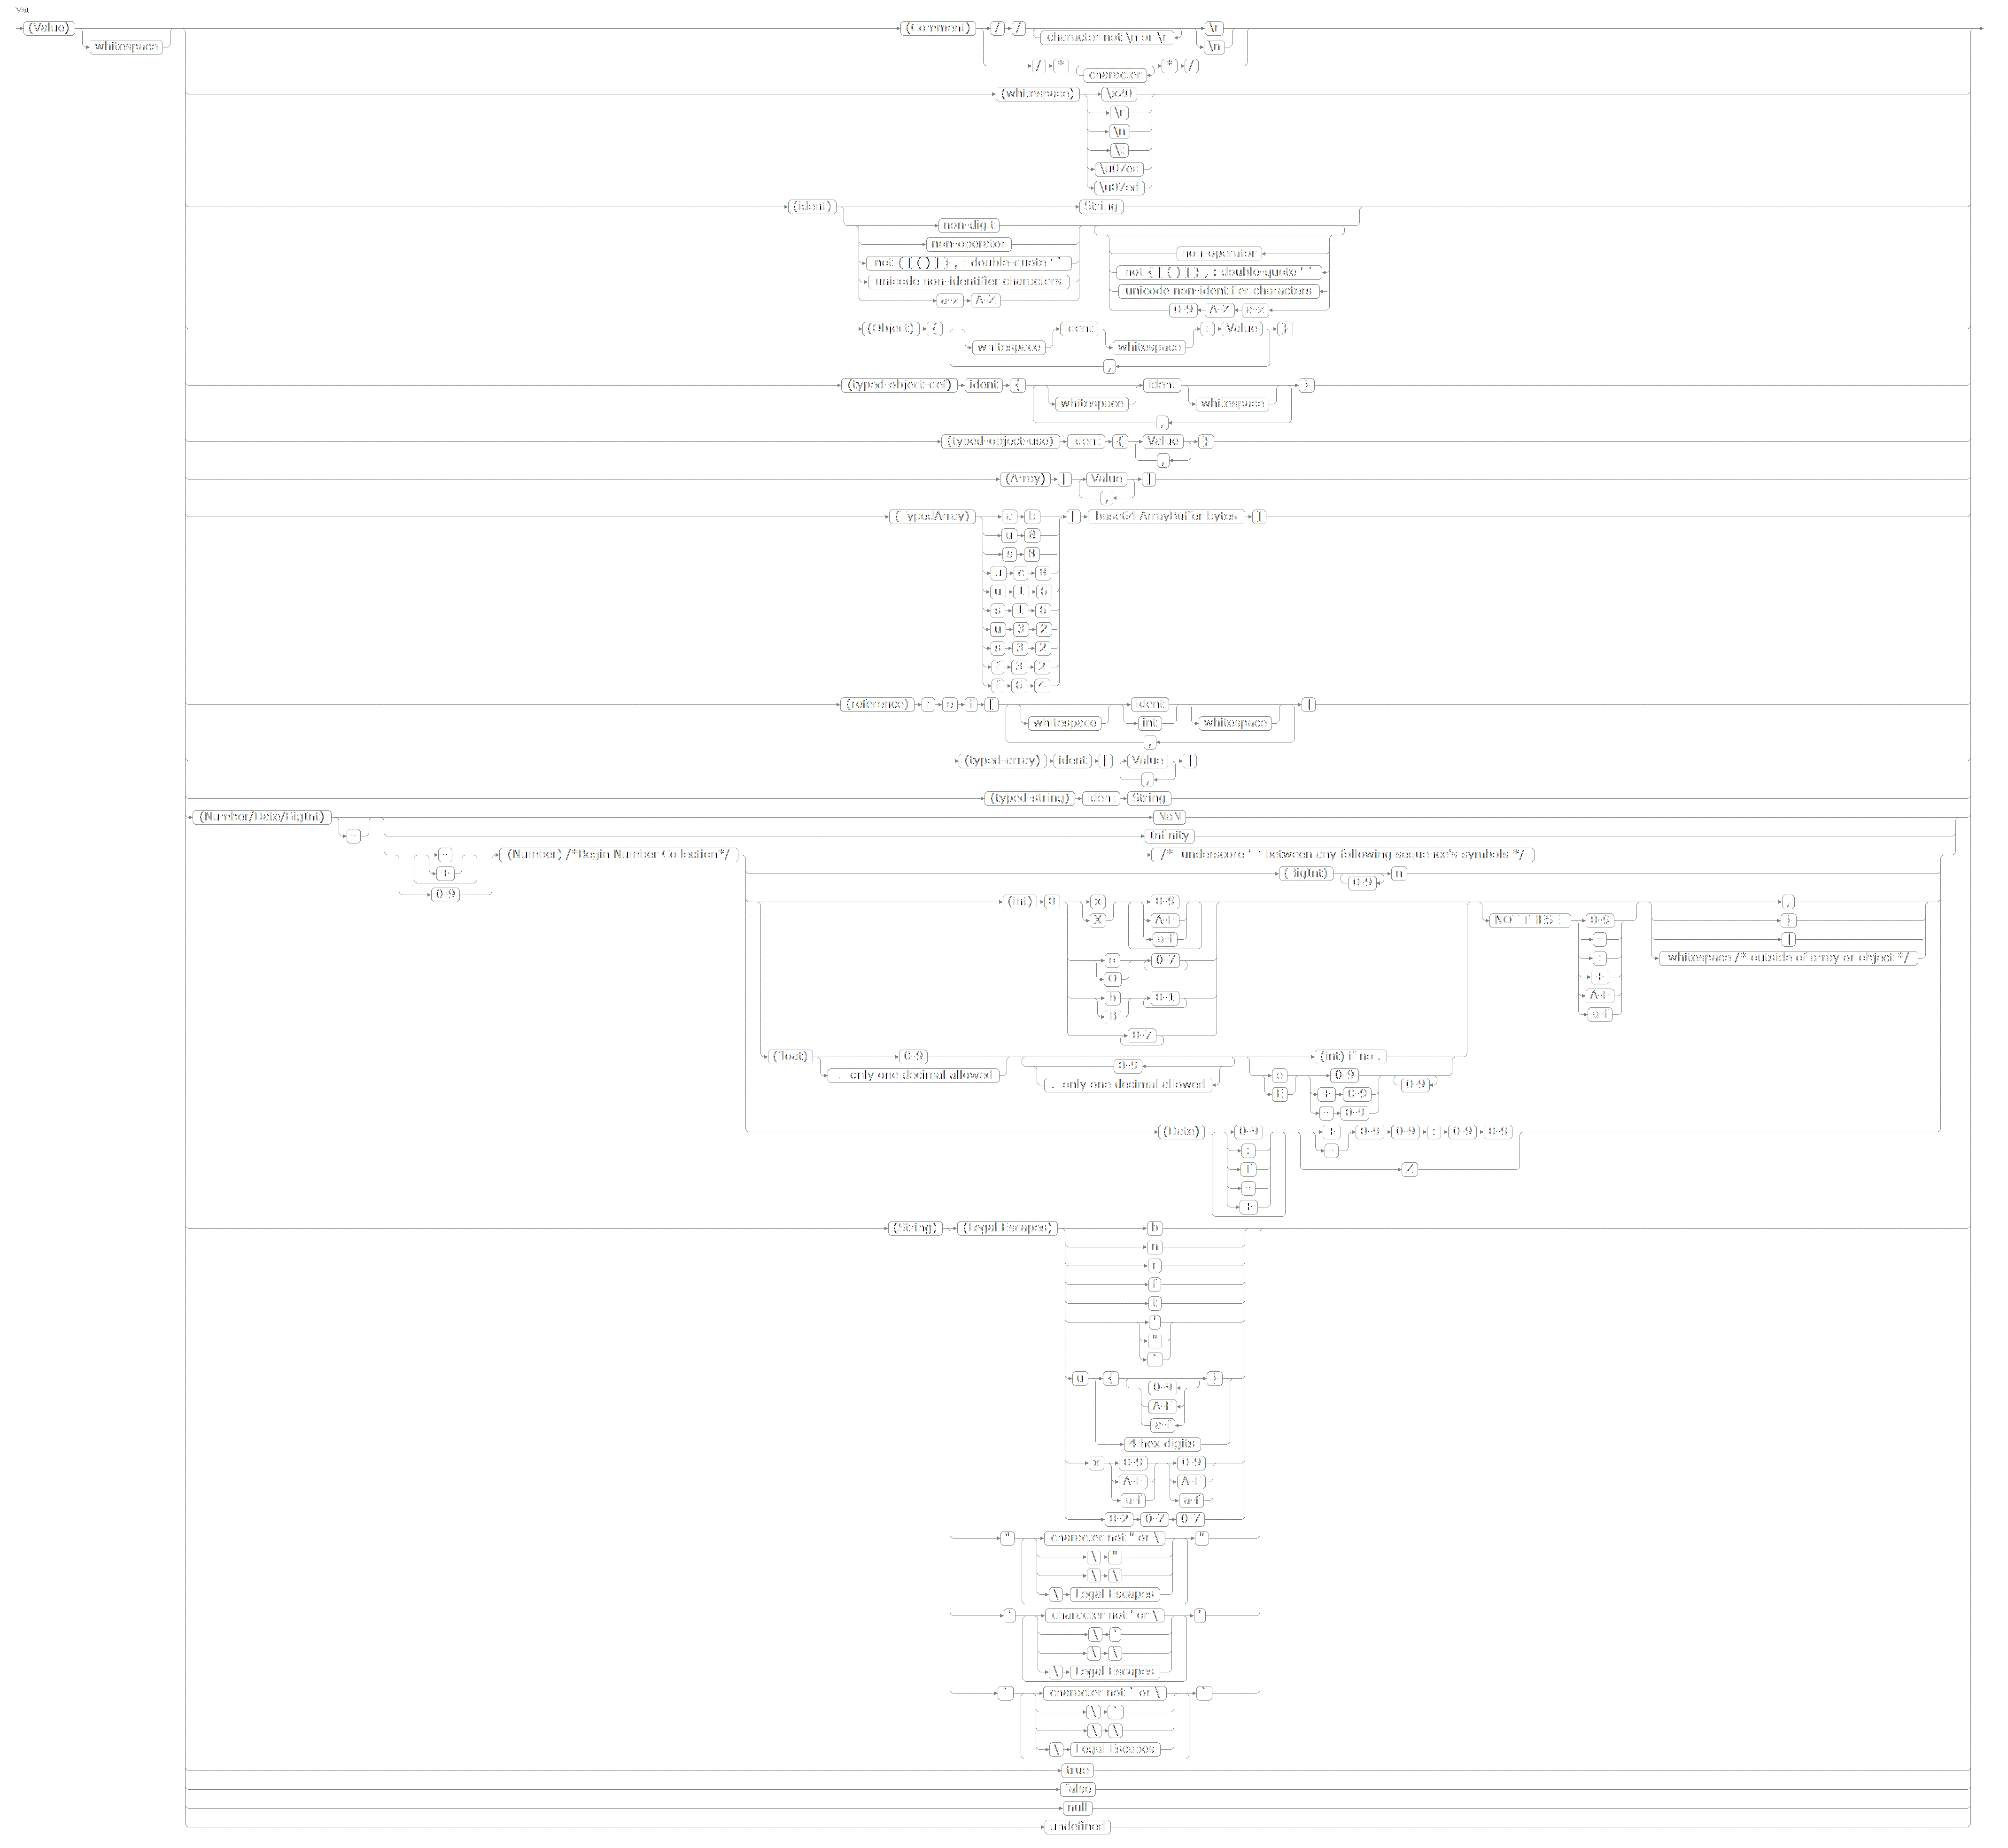 Val
(Value) (Comment) / / character not \n or \r \r
whitespace \n
/ * character * /
(whitespace) \x20
\r
\n
\t
(ident) String
non-digit
non-operator non-operator
not { [ ( ) ] } , : double-quote ' ` not { [ ( ) ] } , : double-quote ' `
unicode non-identifier characters unicode non-identifier characters
a-z A-Z 0-9 A-Z a-z
(Object) { ident : Value }
whitespace whitespace
,
(typed-object-def) ident { ident }
whitespace whitespace
,
(typed-object-use) ident { Value }
,
(Array) [ Value ]
,
(TypedArray) a b [ base64 ArrayBuffer bytes ]
u 8
s 8
u c 8
u 1 6
s 1 6
u 3 2
s 3 2
f 3 2
f 6 4
(reference) r e f [ ident ]
whitespace int whitespace
,
(typed-array) ident [ Value ]
,
(typed-string) ident String
(Number/Date/BigInt) NaN
- Infinity
- (Number) /*Begin Number Collection*/ /* underscore '_' between any following sequence's symbols */
+ (BigInt) 0-9 n
0-9
(int) 0 x 0-9 ,
X A-F NOT THESE: 0-9 }
a-f - ]
o 0-7 : whitespace /* outside of array or object */
O +
b 0-1 A-F
B a-f
0-7
(float) 0-9 0-9 (int) if no .
. only one decimal allowed . only one decimal allowed e 0-9 0-9
E + 0-9
- 0-9
(Date) 0-9 + 0-9 0-9 : 0-9 0-9
: -
T Z
-
+
(String) (Legal Escapes) b
n
r
f
t
'
"
`
u { 0-9 }
A-F
a-f
4 hex digits
x 0-9 0-9
A-F A-F
a-f a-f
0-2 0-7 0-7
" character not " or \ "
\ "
\ \
\ Legal Escapes
' character not ' or \ '
\ '
\ \
\ Legal Escapes
` character not ` or \ `
\ `
\ \
\ Legal Escapes
true
false
null
undefined